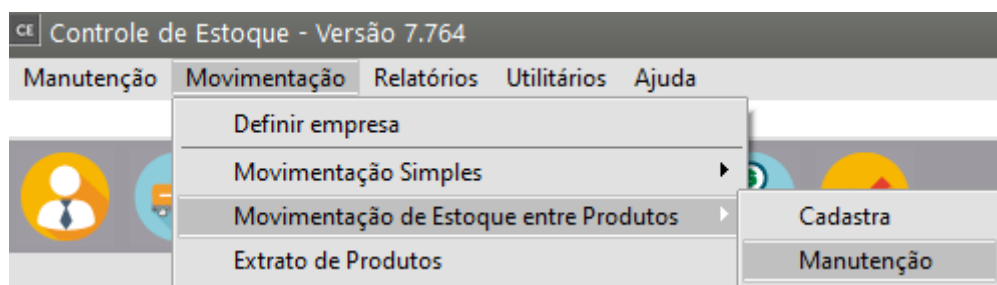 CE Controle de Estoque - Versão 7.764
Manutenção Movimentação Relatórios Utilitários Ajuda
Definir empresa
Movimentação Simples
Movimentação de Estoque entre Produtos
Cadastra
Extrato de Produtos
Manutenção